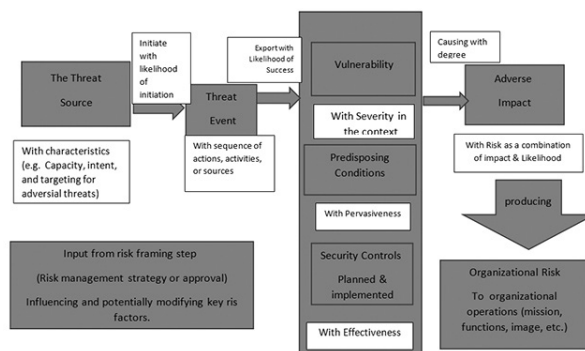 The Threat
Source
Initiate
with
likelihood
of
initiation
Threat
Event
Export with
Likelihood of
Success
Vulnerability
With Severity in
the context
Predisposing
Conditions
With Pervasiveness
Security Controls
Planned &
implemented
With Effectiveness
Causing with
degree
Adverse
Impact
With characteristics
(e.g. Capacity, intent,
and targeting for
adversial threats)
With sequence of
actions, activities,
or sources
With Risk as a combination
of impact & Likelihood
producing
Input from risk framing step
(Risk management strategy or approval)
Influencing and potentially modifying key ris
factors.
Organizational Risk
To organizational
operations (mission,
functions, image, etc.)